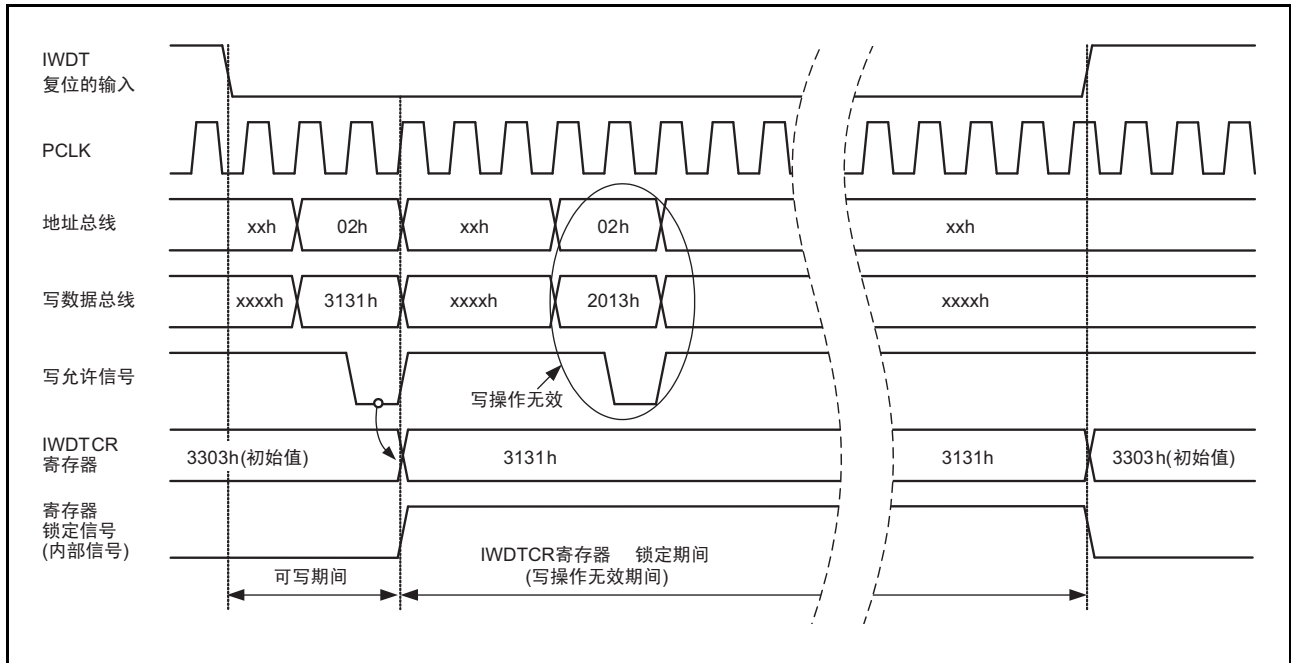 IWDT
复位的输入
PCLK
地址总线
xxh 02h xxh 02h xxh
写数据总线
xxxxh 3131h xxxxh 2013h xxxxh
写允许信号
写操作无效
IWDTCR
寄存器
3303h(初始值) 3131h 3131h 3303h(初始值)
寄存器
锁定信号
(内部信号)
可写期间
IWDTCR寄存器 锁定期间
(写操作无效期间)